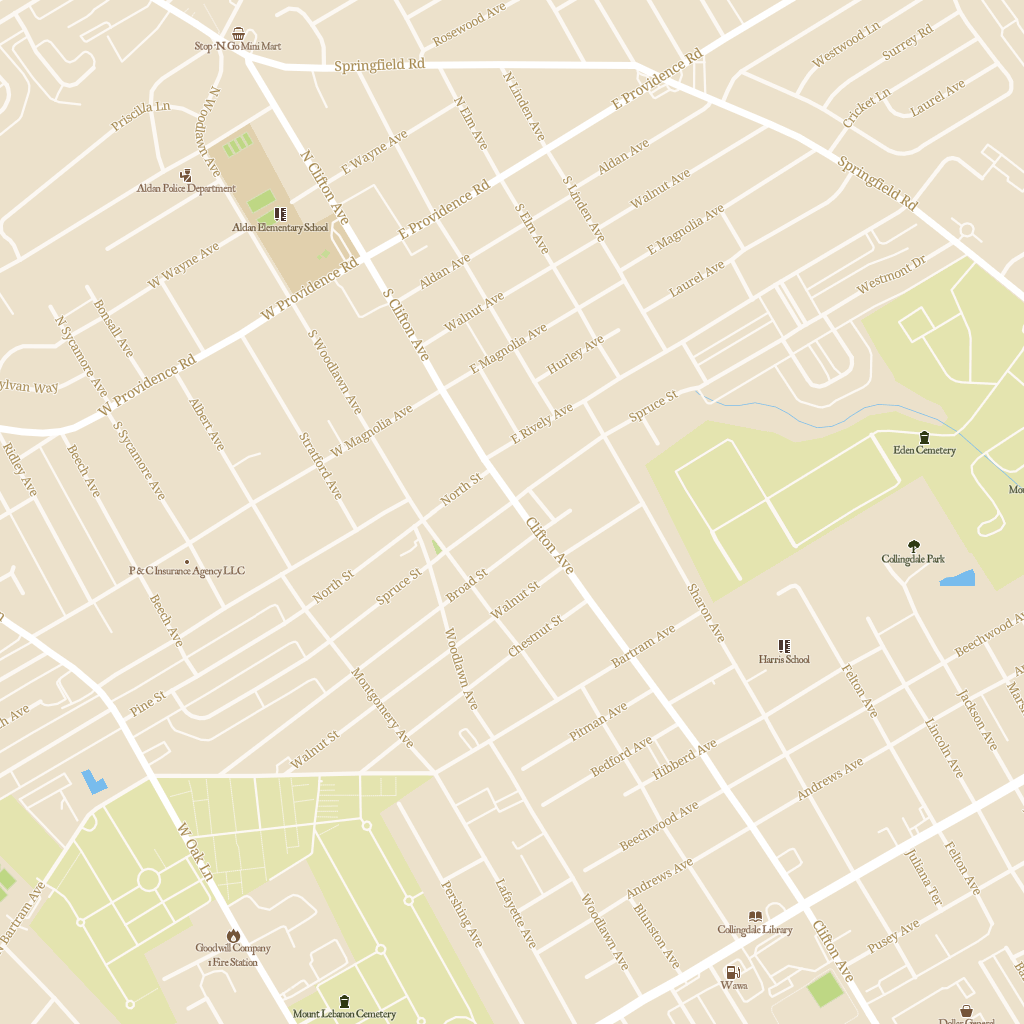 Rosewood Ave
Stop 'N Go Mini Mart
Springfield Rd
Westwood Ln
Surrey Rd
E Providence Rd
N Woodlawn Ave
Priscilla Ln
N Elm Ave
N Linden Ave
Cricket Ln
Laurel Ave
E Wayne Ave
Aldan Ave
Aldan Police Department
N Clifton Ave
Walnut Ave
Springfield Rd
S Linden Ave
E Providence Rd
Aldan Elementary School
S Elm Ave
E Magnolia Ave
W Wayne Ave
Aldan Ave
Laurel Ave
Westmont Dr
W Providence Rd
Walnut Ave
S Clifton Ave
Bonsall Ave
N Sycamore Ave
S Woodlawn Ave
E Magnolia Ave
Hurley Ave
W Providence Rd
Spruce St
Albert Ave
W Magnolia Ave
E Rively Ave
Eden Cemetery
S Sycamore Ave
Ridley Ave
Beech Ave
Stratford Ave
North St
Clifton Ave
Collingdale Park
P & C Insurance Agency LLC
North St
Spruce St
Broad St
Walnut St
Beech Ave
Sharon Ave
Chestnut St
Bartram Ave
Beechwood Ave
Harris School
Woodlawn Ave
Felton Ave
Montgomery Ave
Pine St
Jackson Ave
Pitman Ave
Lincoln Ave
Walnut St
Bedford Ave
Hibberd Ave
Andrews Ave
Beechwood Ave
W Oak Ln
Juliana Ter
Felton Ave
Andrews Ave
Pershing Ave
Lafayette Ave
Woodlawn Ave
Blunston Ave
Collingdale Library
Clifton Ave
Pusey Ave
Goodwill Company
1 Fire Station
Wawa
Mount Lebanon Cemetery
Dollar General